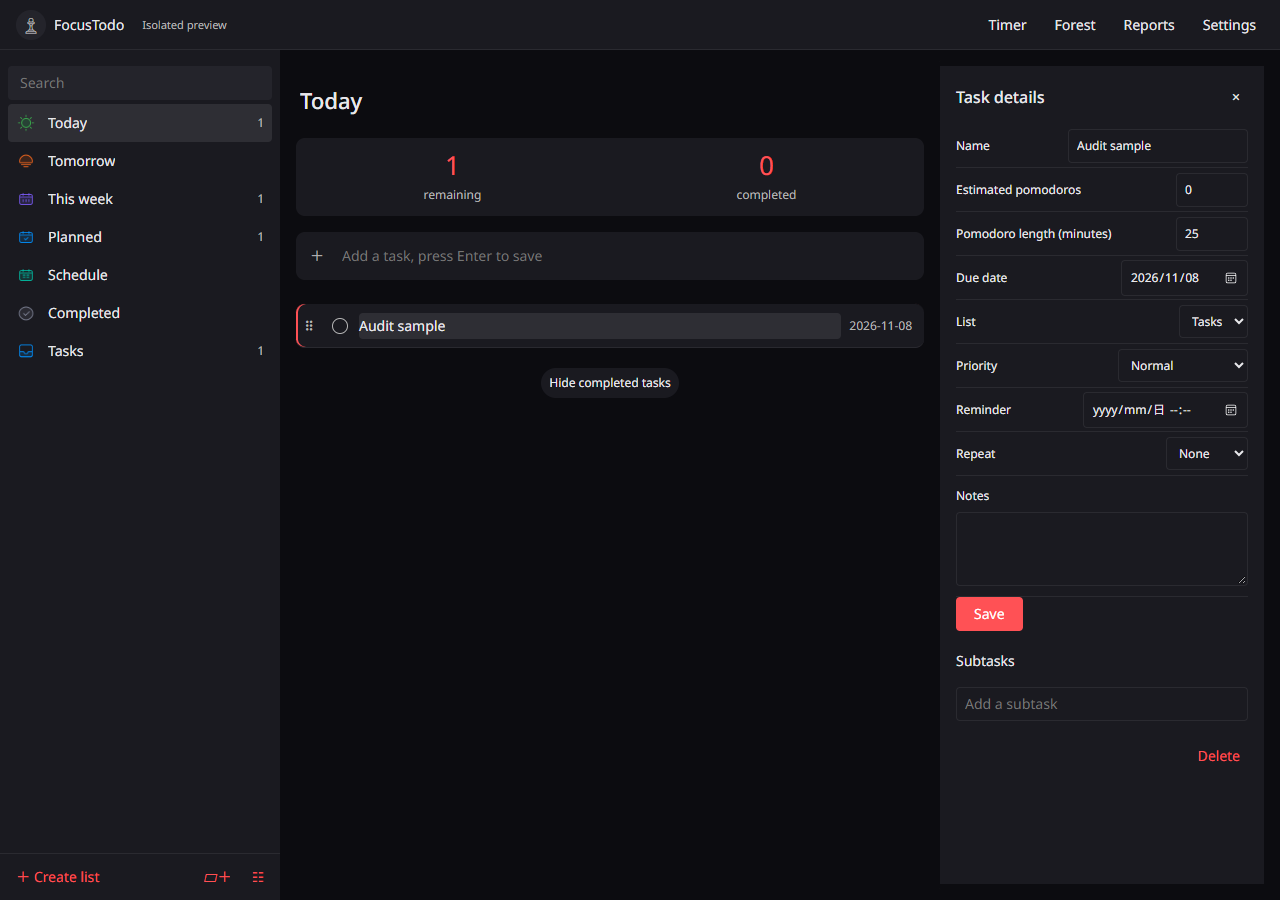 FocusTodo
Isolated preview
Timer
Forest
Reports
Settings
Search
Today 1
Tomorrow
This week 1
Planned 1
Schedule
Completed
Tasks 1
+ Create list
Today
1
remaining
0
completed
+ Add a task, press Enter to save
Audit sample 2026-11-08
Hide completed tasks
Task details ×
Name Audit sample
Estimated pomodoros 0
Pomodoro length (minutes) 25
Due date 2026/11/08
List Tasks
Priority Normal
Reminder yyyy/mm/日 --:--
Repeat None
Notes
Save
Subtasks
Add a subtask
Delete